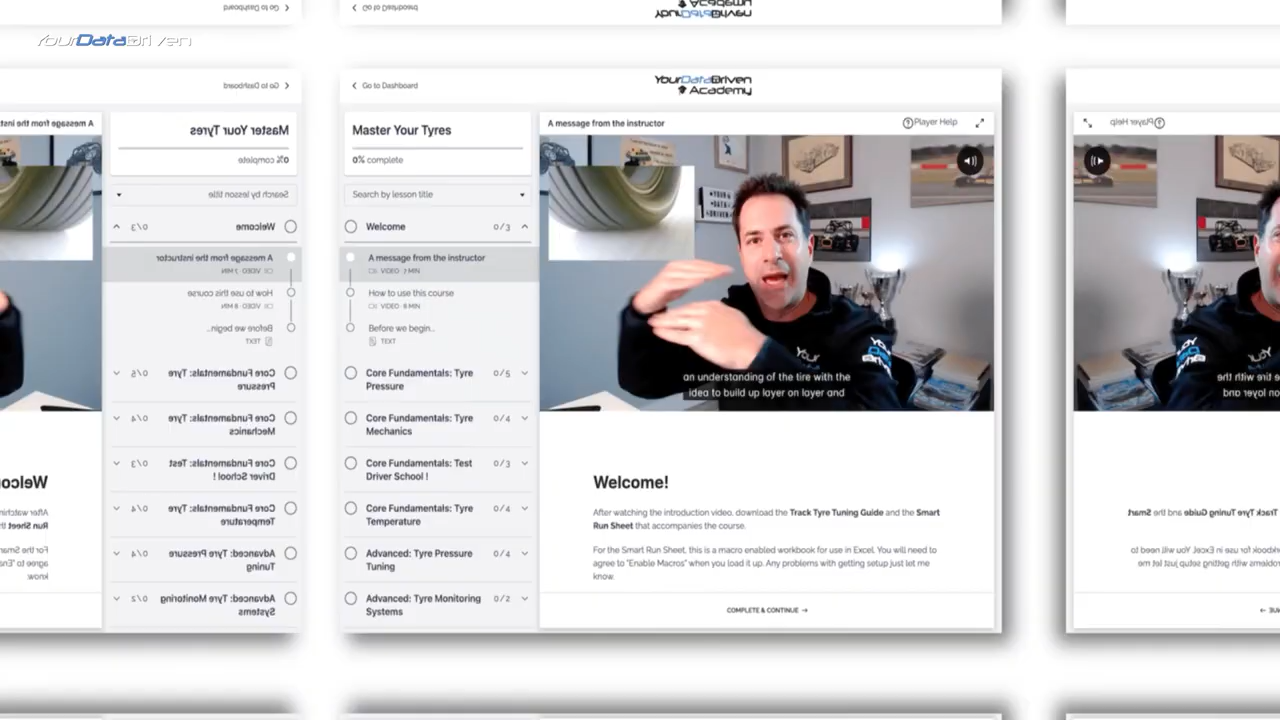 Go to Dashboard
Academy
YourDataDriven
YourDataDriven
Academy
Go to Dashboard
Master Your Tyres
0% complete
Search by lesson title
Welcome 0/3
A message from the instructor
VIDEO · 7 MIN
How to use this course
VIDEO · 8 MIN
Before we begin...
TEXT
Core Fundamentals: Tyre
Pressure
0/5
Core Fundamentals: Tyre
Mechanics
0/4
Core Fundamentals: Test
Driver School !
0/3
Core Fundamentals: Tyre
Temperature
0/4
Advanced: Tyre Pressure
Tuning
0/4
Advanced: Tyre Monitoring
Systems
0/2
A message from the instructor
Player Help
YOUR
DATA
DRIVEN
an understanding of the tire with the
idea to build up layer on layer and
Welcome!
After watching the introduction video, download the Track Tyre Tuning Guide and the Smart
Run Sheet that accompanies the course.
For the Smart Run Sheet, this is a macro enabled workbook for use in Excel. You will need to
agree to "Enable Macros" when you load it up. Any problems with getting setup just let me
know.
COMPLETE & CONTINUE →